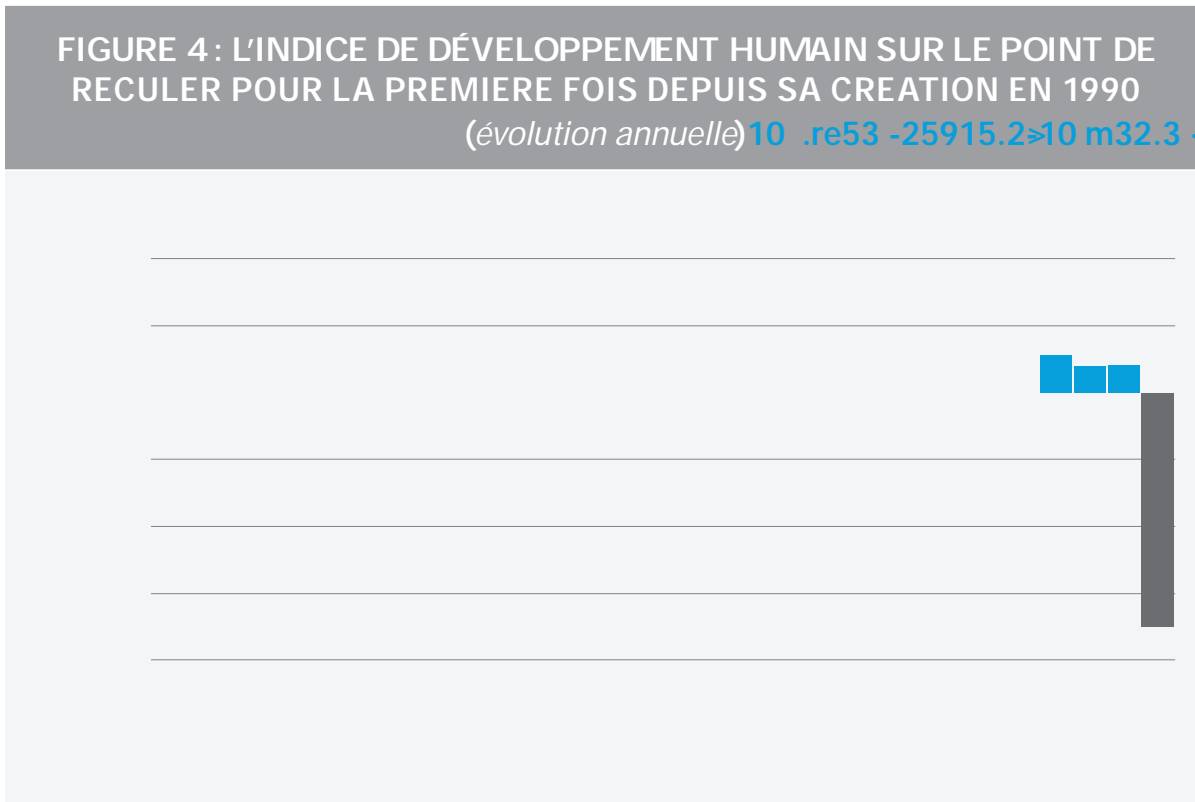 FIGURE 4 : L'INDICE DE DÉVELOPPEMENT HUMAIN SUR LE POINT DE
RECULER POUR LA PREMIERE FOIS DEPUIS SA CREATION EN 1990
(évolution annuelle) 10 .re53 -25915.2 10 m32.3 -